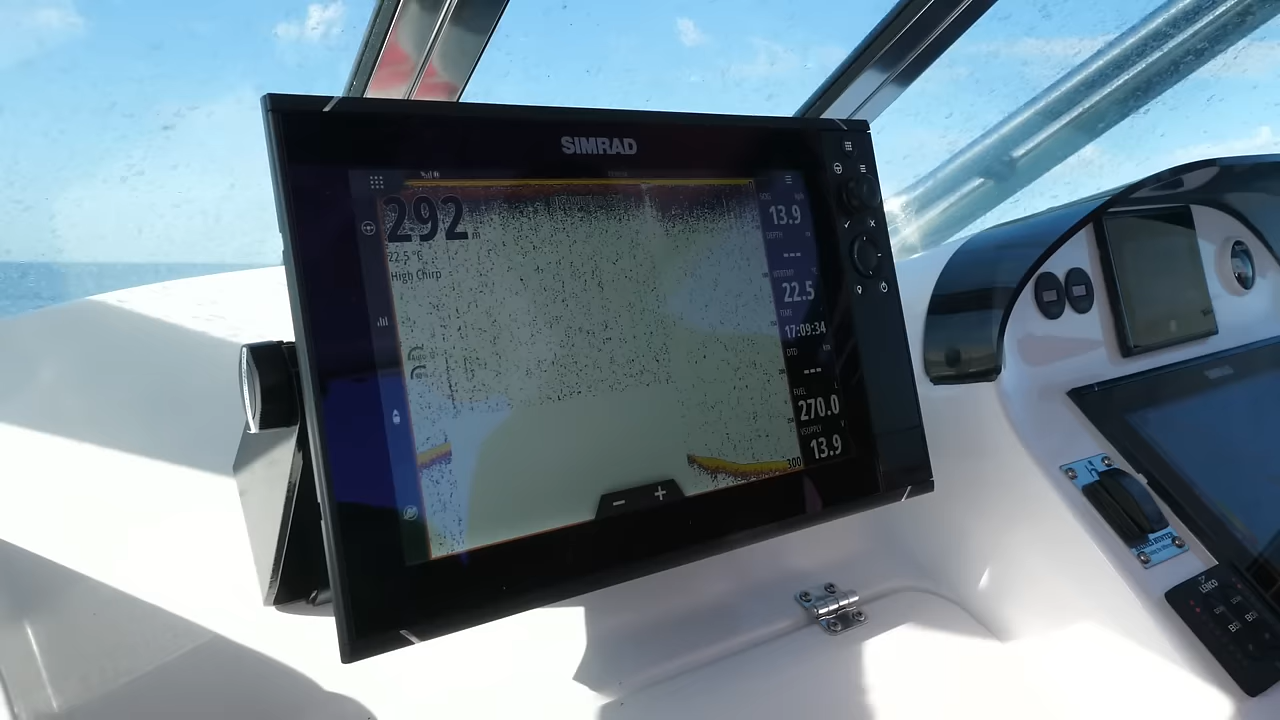 SIMRAD
292 m
22.5 °C
High Chirp
SOG
13.9
DEPTH
---
22.5
TIME
17:09:34
DTD
---
FUEL L
270.0
VSUPPLY V
13.9
300
− +
LENCO